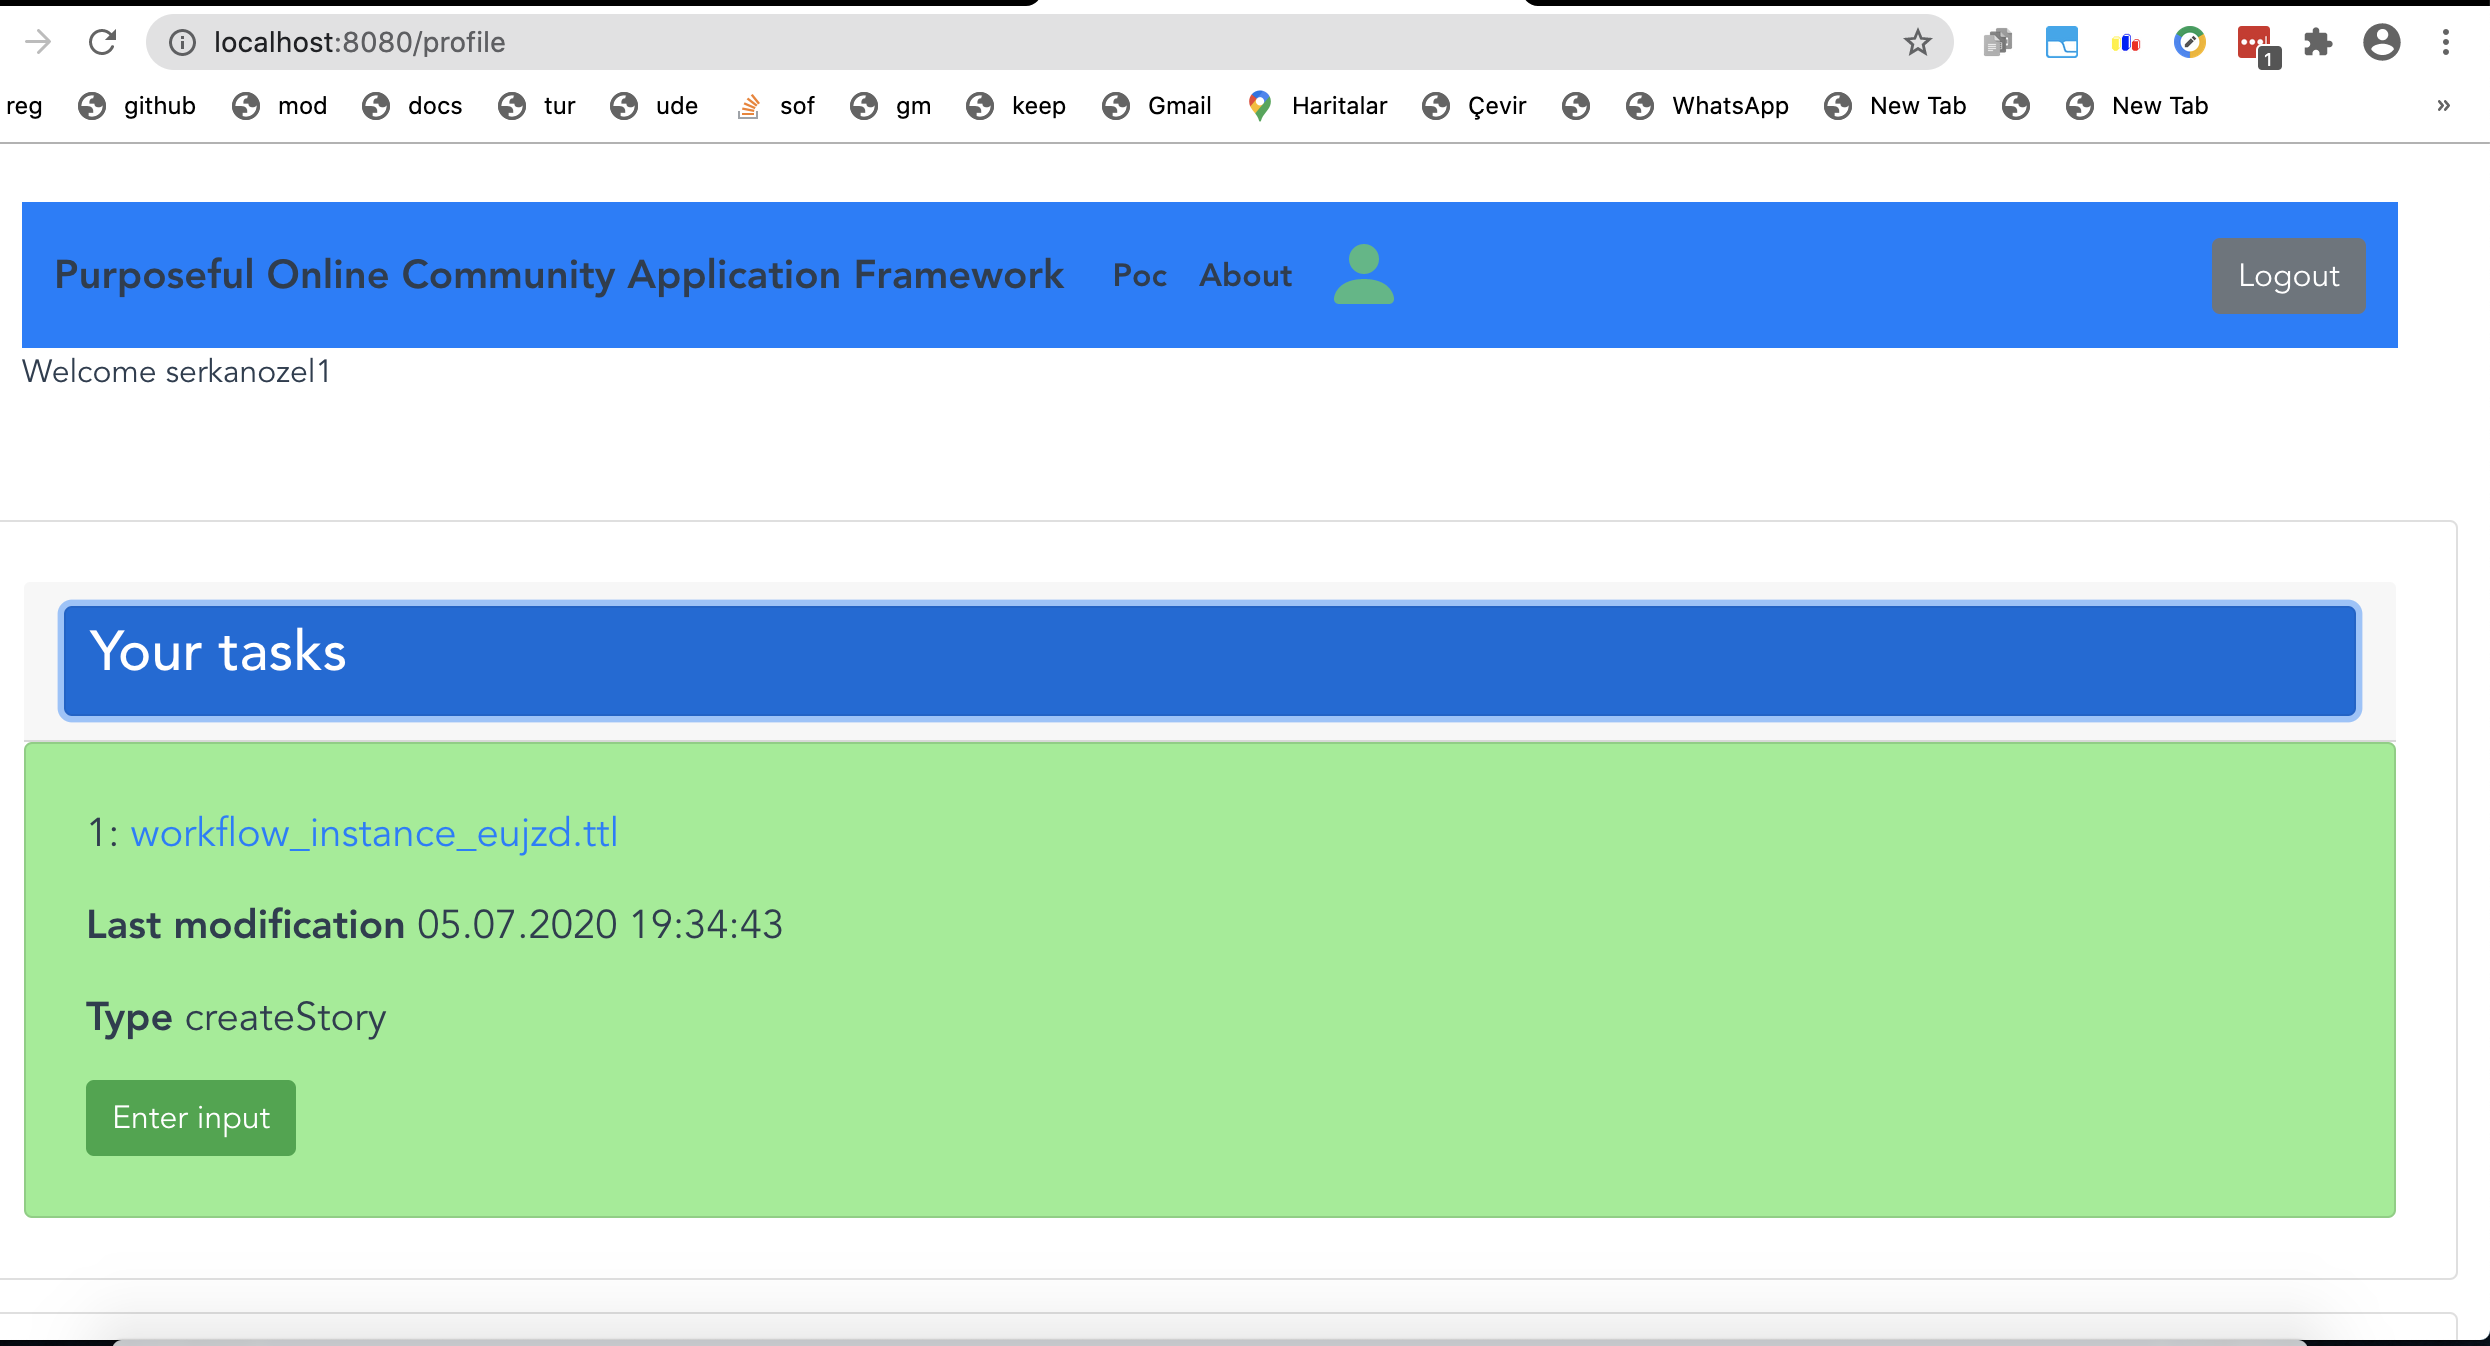 localhost:8080/profile
1
reg github mod docs tur ude sof gm keep Gmail Haritalar Çevir WhatsApp New Tab New Tab »
Purposeful Online Community Application Framework Poc About Logout
Welcome serkanozel1
Your tasks
1: workflow_instance_eujzd.ttl
Last modification 05.07.2020 19:34:43
Type createStory
Enter input